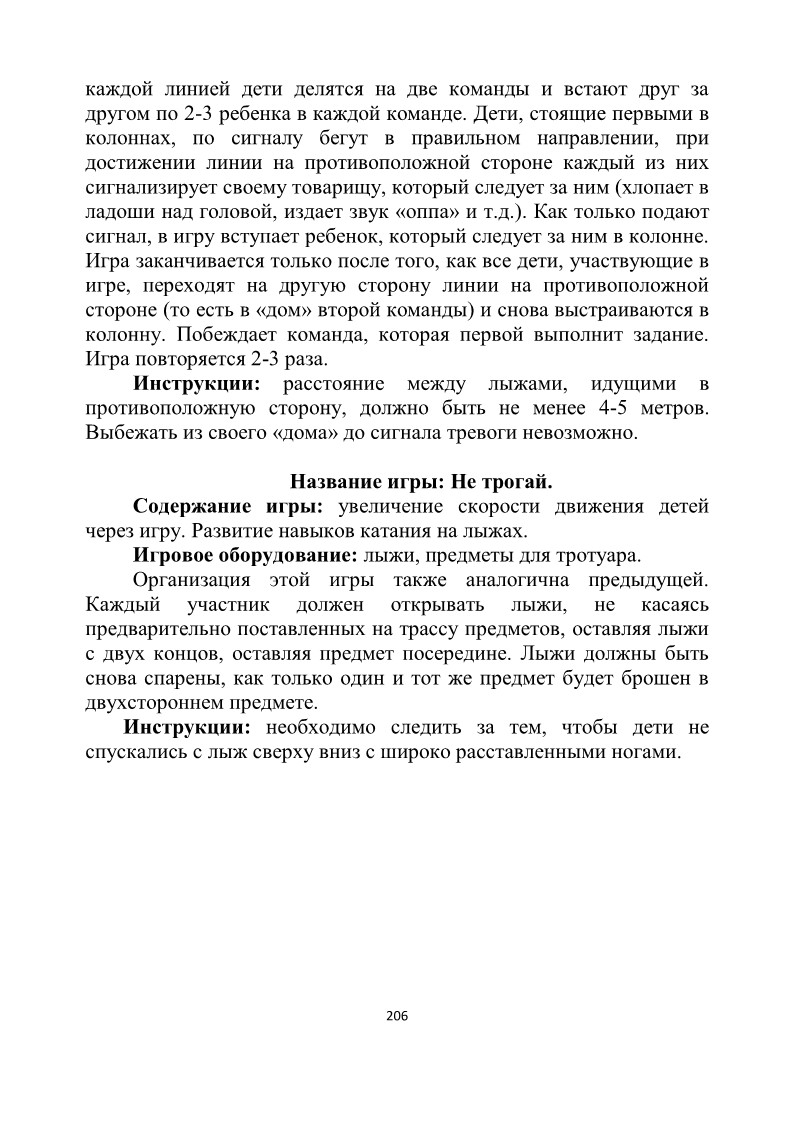 каждой линией дети делятся на две команды и встают друг за
другом по 2-3 ребенка в каждой команде. Дети, стоящие первыми в
колоннах, по сигналу бегут в правильном направлении, при
достижении линии на противоположной стороне каждый из них
сигнализирует своему товарищу, который следует за ним (хлопает в
ладоши над головой, издает звук «оппа» и т.д.). Как только подают
сигнал, в игру вступает ребенок, который следует за ним в колонне.
Игра заканчивается только после того, как все дети, участвующие в
игре, переходят на другую сторону линии на противоположной
стороне (то есть в «дом» второй команды) и снова выстраиваются в
колонну. Побеждает команда, которая первой выполнит задание.
Игра повторяется 2-3 раза.
Инструкции: расстояние между лыжами, идущими в
противоположную сторону, должно быть не менее 4-5 метров.
Выбежать из своего «дома» до сигнала тревоги невозможно.
Название игры: Не трогай.
Содержание игры: увеличение скорости движения детей
через игру. Развитие навыков катания на лыжах.
Игровое оборудование: лыжи, предметы для тротуара.
Организация этой игры также аналогична предыдущей.
Каждый участник должен открывать лыжи, не касаясь
предварительно поставленных на трассу предметов, оставляя лыжи
с двух концов, оставляя предмет посередине. Лыжи должны быть
снова спарены, как только один и тот же предмет будет брошен в
двухстороннем предмете.
Инструкции: необходимо следить за тем, чтобы дети не
спускались с лыж сверху вниз с широко расставленными ногами.
206